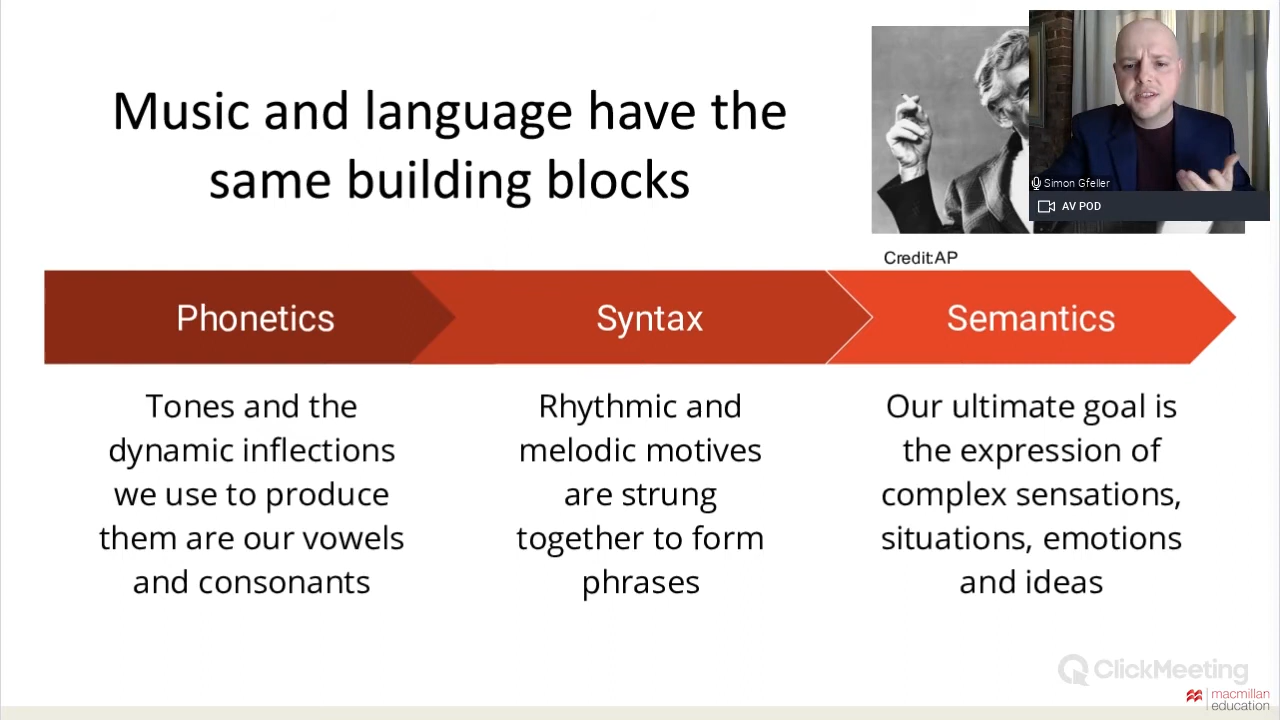 Music and language have the
same building blocks
Simon Gfeller
AV POD
Credit:AP
Phonetics
Syntax
Semantics
Tones and the
dynamic inflections
we use to produce
them are our vowels
and consonants
Rhythmic and
melodic motives
are strung
together to form
phrases
Our ultimate goal is
the expression of
complex sensations,
situations, emotions
and ideas
ClickMeeting
macmillan
education